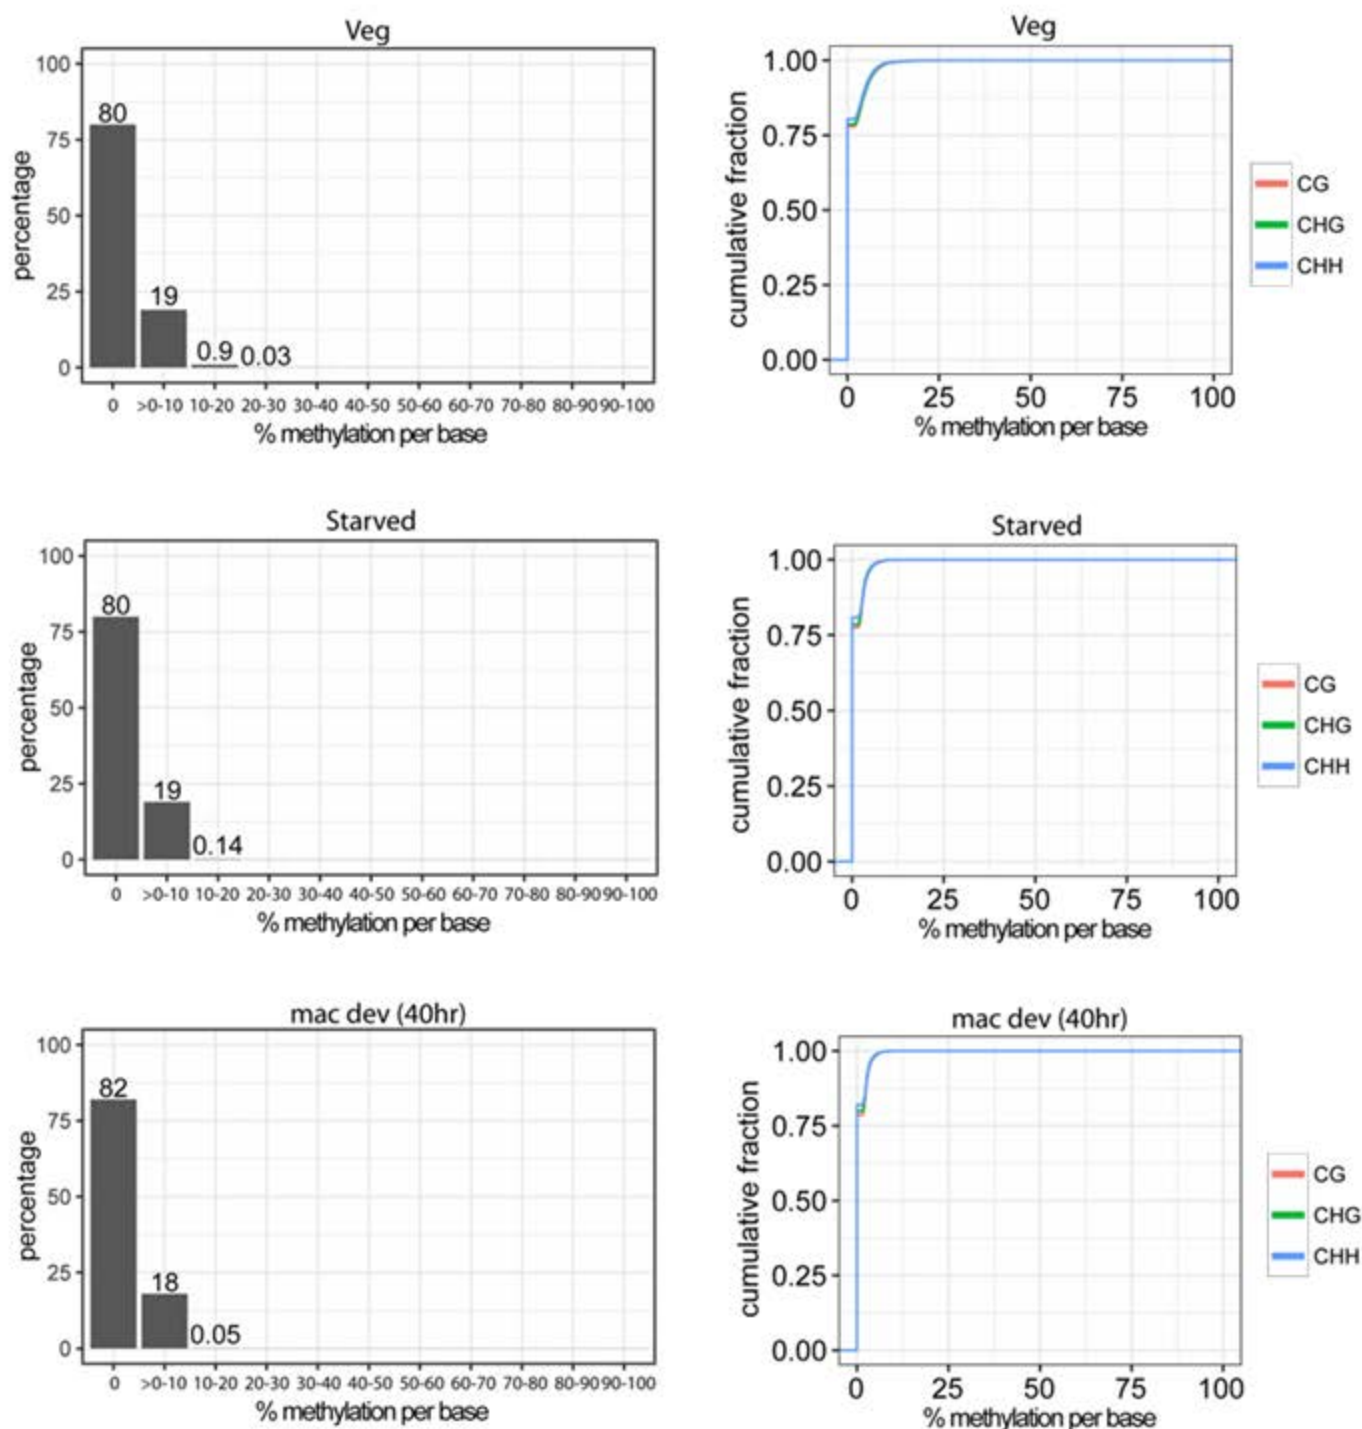 Veg
100
75
50
25
0
percentage
80
19
0.9
0.03
0 >0-10 10-20 20-30 30-40 40-50 50-60 60-70 70-80 80-90 90-100
% methylation per base
Veg
1.00
0.75
0.50
0.25
0.00
cumulative fraction
0 25 50 75 100
% methylation per base
CG
CHG
CHH
Starved
100
75
50
25
0
percentage
80
19
0.14
0 >0-10 10-20 20-30 30-40 40-50 50-60 60-70 70-80 80-90 90-100
% methylation per base
Starved
1.00
0.75
0.50
0.25
0.00
cumulative fraction
0 25 50 75 100
% methylation per base
CG
CHG
CHH
mac dev (40hr)
100
75
50
25
0
percentage
82
18
0.05
0 >0-10 10-20 20-30 30-40 40-50 50-60 60-70 70-80 80-90 90-100
% methylation per base
mac dev (40hr)
1.00
0.75
0.50
0.25
0.00
cumulative fraction
0 25 50 75 100
% methylation per base
CG
CHG
CHH